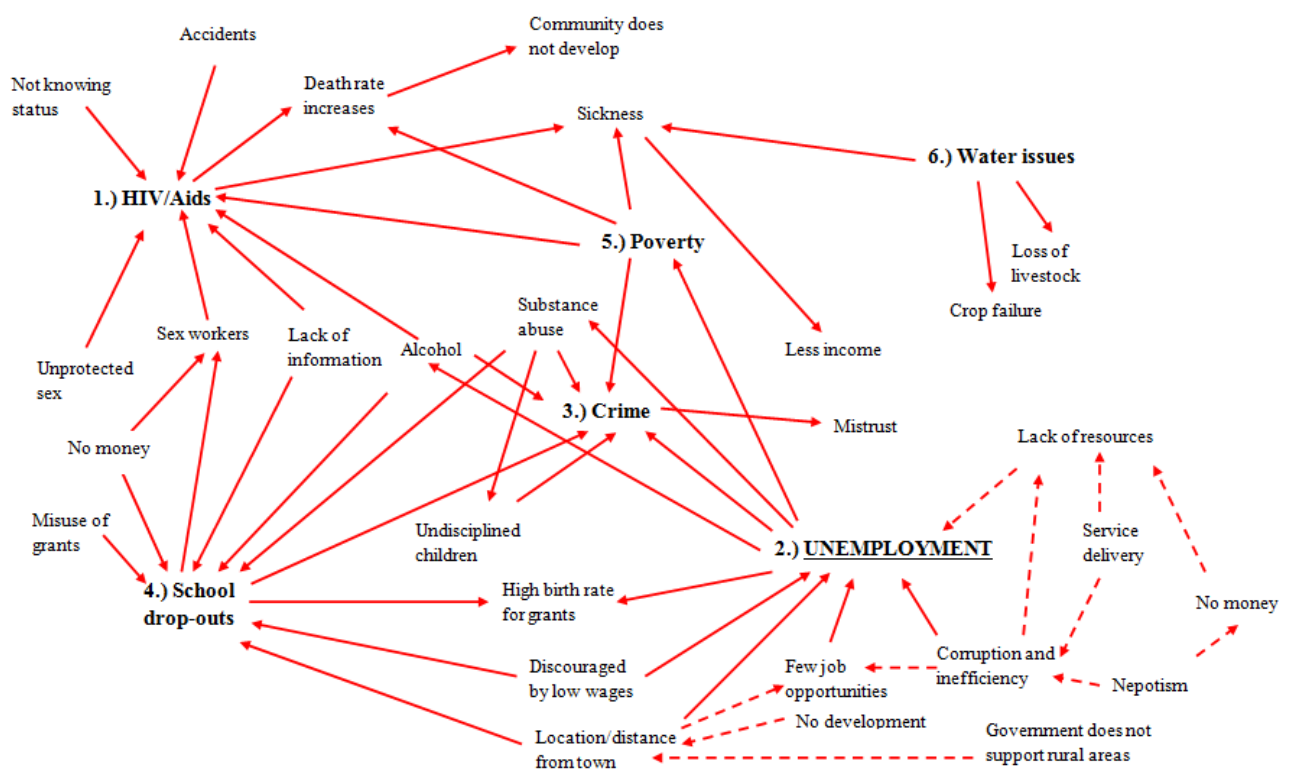 Accidents
Community does
not develop
Not knowing
status
Death rate
increases
Sickness
6.) Water issues
1.) HIV/Aids
5.) Poverty
Loss of
livestock
Crop failure
Substance
abuse
Sex workers
Lack of
information
Alcohol
Less income
Unprotected
sex
3.) Crime
Mistrust
Lack of resources
No money
Misuse of
grants
Undisciplined
children
Service
delivery
2.) UNEMPLOYMENT
4.) School
drop-outs
High birth rate
for grants
No money
Discouraged
by low wages
Few job
opportunities
Corruption and
inefficiency
Nepotism
No development
Location/distance
from town
Government does not
support rural areas